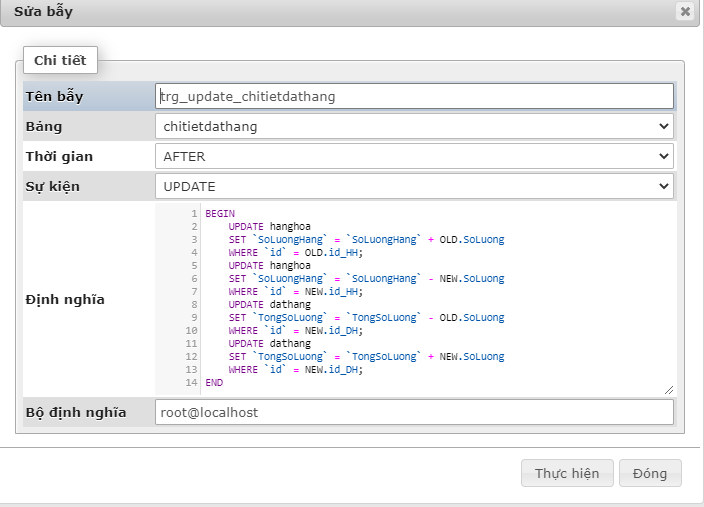 Sửa bẫy
Chi tiết
Tên bẫy trg_update_chitietdathang
Bảng chitietdathang
Thời gian AFTER
Sự kiện UPDATE
Định nghĩa
1 BEGIN
2 UPDATE hanghoa
3 SET `SoLuongHang` = `SoLuongHang` + OLD.SoLuong
4 WHERE `id` = OLD.id_HH;
5 UPDATE hanghoa
6 SET `SoLuongHang` = `SoLuongHang` - NEW.SoLuong
7 WHERE `id` = NEW.id_HH;
8 UPDATE dathang
9 SET `TongSoLuong` = `TongSoLuong` - OLD.SoLuong
10 WHERE `id` = NEW.id_DH;
11 UPDATE dathang
12 SET `TongSoLuong` = `TongSoLuong` + NEW.SoLuong
13 WHERE `id` = NEW.id_DH;
14 END
Bộ định nghĩa root@localhost
Thực hiện Đóng